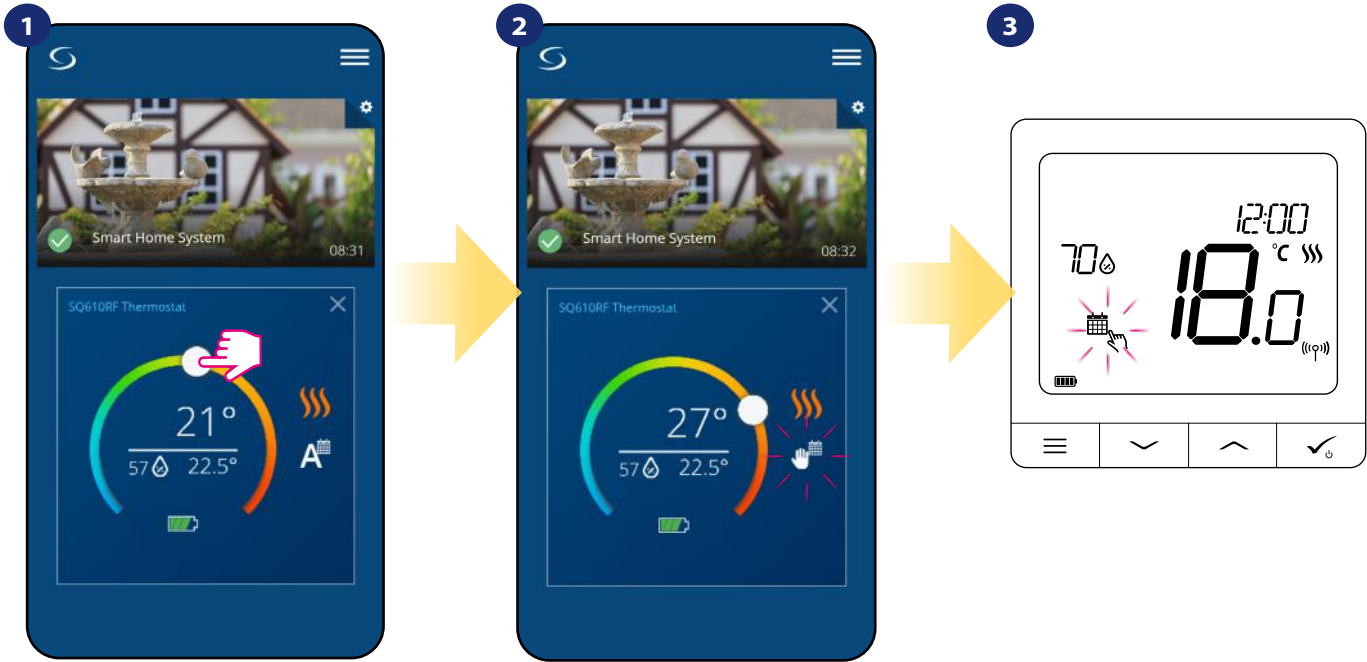 1
Smart Home System
08:31
SQ610RF Thermostat
21°
57 22.5°
A
2
Smart Home System
08:32
SQ610RF Thermostat
27°
57 22.5°
3
12:00
70
18.0 °C